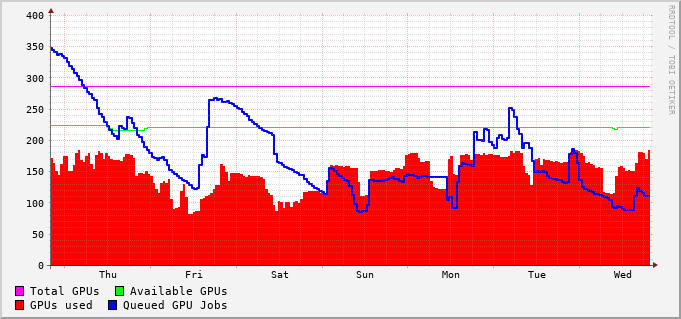 400
350
300
250
200
150
100
50
0
Thu Fri Sat Sun Mon Tue Wed
Total GPUs Available GPUs
GPUs used Queued GPU Jobs
RRDTOOL / TOBI OETIKER